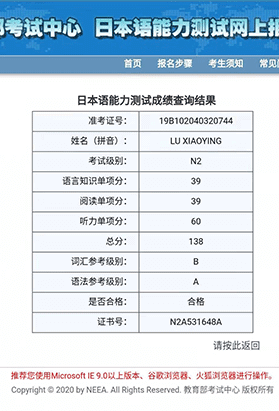 部考试中心 日本语能力测试网上报
首页 报名步骤 考生须知 常见
日本语能力测试成绩查询结果
准考证号： 19B102040320744
姓名（拼音）： LU XIAOYING
考试级别： N2
语言知识单项分： 39
阅读单项分： 39
听力单项分： 60
总分： 138
词汇参考级别： B
语法参考级别： A
是否合格： 合格
证书号： N2A531648A
请按此返回
推荐您使用Microsoft IE 9.0以上版本、谷歌浏览器、火狐浏览器进行操作。
Copyright © 2020 by NEEA. All Rights Reserved. 教育部考试中心 版权所有